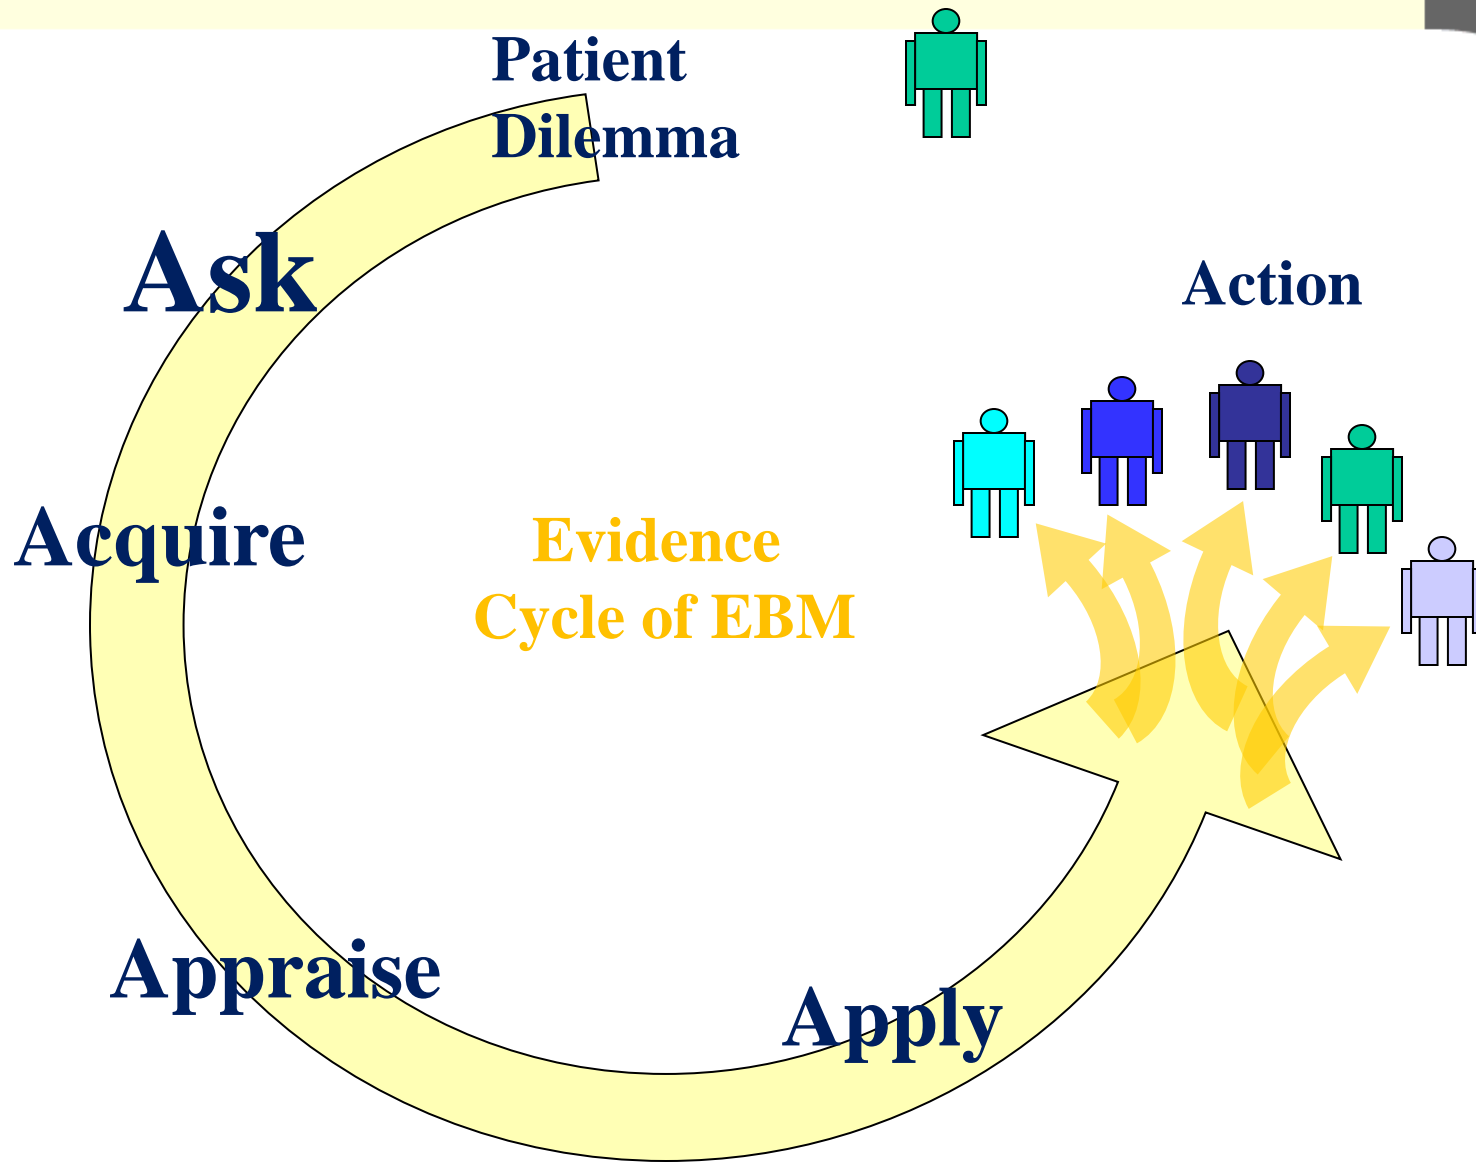 Patient
Dilemma
Ask
Action
Acquire
Evidence
Cycle of EBM
Appraise
Apply